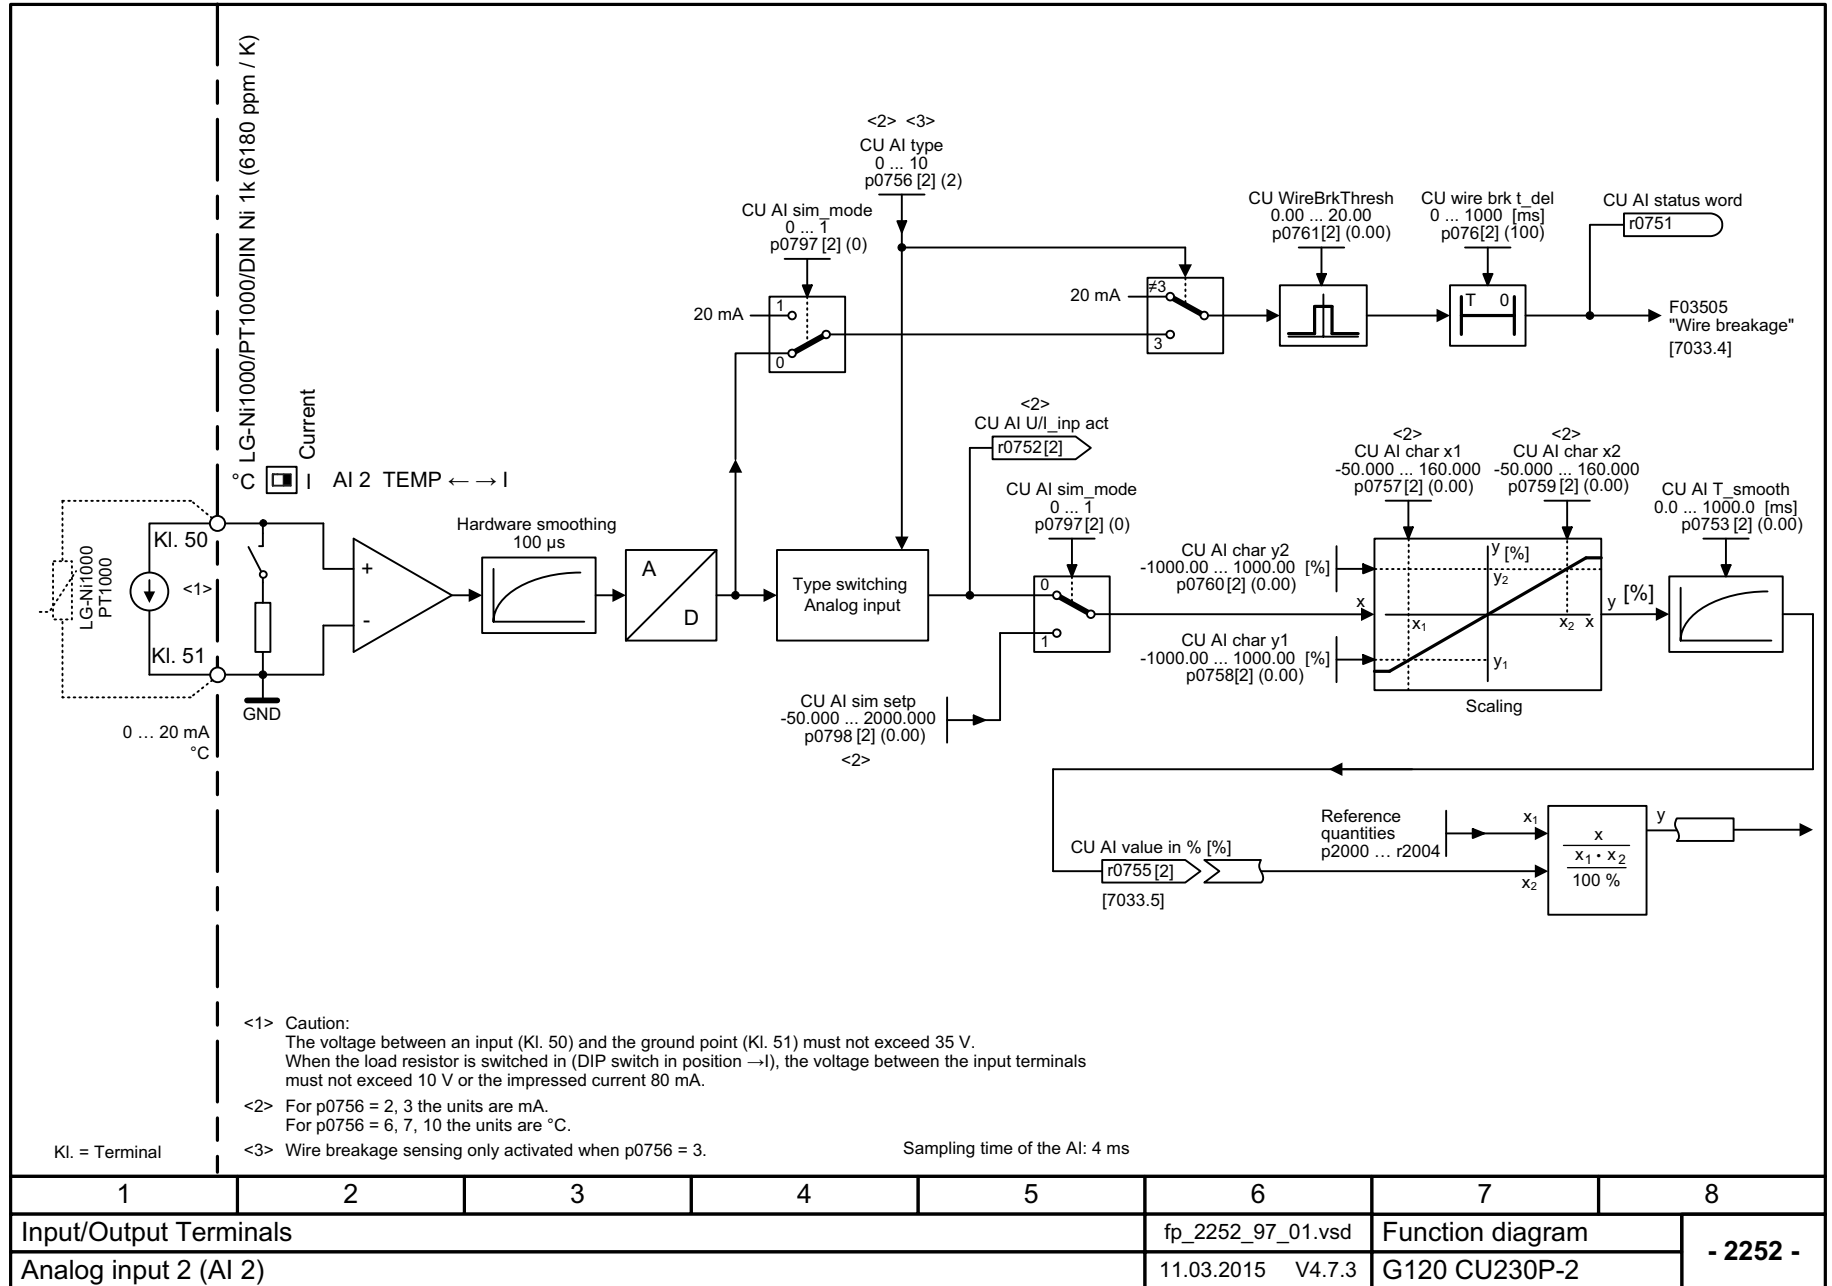 LG-Ni1000/PT1000/DIN Ni 1k (6180 ppm / K)
Current
°C
I
AI 2 TEMP ← → I
<2> <3>
CU AI type
0 ... 10
p0756 [2] (2)
CU AI sim_mode
0 ... 1
p0797 [2] (0)
20 mA
1
0
20 mA
≠3
3
CU WireBrkThresh
0.00 ... 20.00
p0761[2] (0.00)
CU wire brk t_del
0 ... 1000 [ms]
p076[2] (100)
T 0
CU AI status word
r0751
F03505
"Wire breakage"
[7033.4]
<2>
CU AI U/I_inp act
r0752[2]
LG-Ni1000
PT1000
Kl. 50
<1>
Kl. 51
0 … 20 mA
°C
GND
+
-
Hardware smoothing
100 µs
A
D
Type switching
Analog input
CU AI sim_mode
0 ... 1
p0797[2] (0)
0
1
CU AI sim setp
-50.000 ... 2000.000
p0798 [2] (0.00)
<2>
<2>
CU AI char x1
-50.000 ... 160.000
p0757[2] (0.00)
<2>
CU AI char x2
-50.000 ... 160.000
p0759 [2] (0.00)
CU AI T_smooth
0.0 ... 1000.0 [ms]
p0753 [2] (0.00)
CU AI char y2
-1000.00 ... 1000.00 [%]
p0760[2] (0.00)
x
CU AI char y1
-1000.00 ... 1000.00 [%]
p0758[2] (0.00)
y [%]
y2
x1
x2
x
y1
Scaling
y [%]
CU AI value in % [%]
r0755[2]
[7033.5]
Reference
quantities
p2000 … r2004
x1
x2
x
x1 · x2
100 %
y
<1> Caution:
The voltage between an input (Kl. 50) and the ground point (Kl. 51) must not exceed 35 V.
When the load resistor is switched in (DIP switch in position →I), the voltage between the input terminals
must not exceed 10 V or the impressed current 80 mA.
<2> For p0756 = 2, 3 the units are mA.
For p0756 = 6, 7, 10 the units are °C.
<3> Wire breakage sensing only activated when p0756 = 3.
Sampling time of the AI: 4 ms
Kl. = Terminal
1 2 3 4 5 6 7 8
Input/Output Terminals
fp_2252_97_01.vsd
Function diagram
- 2252 -
Analog input 2 (AI 2)
11.03.2015 V4.7.3
G120 CU230P-2